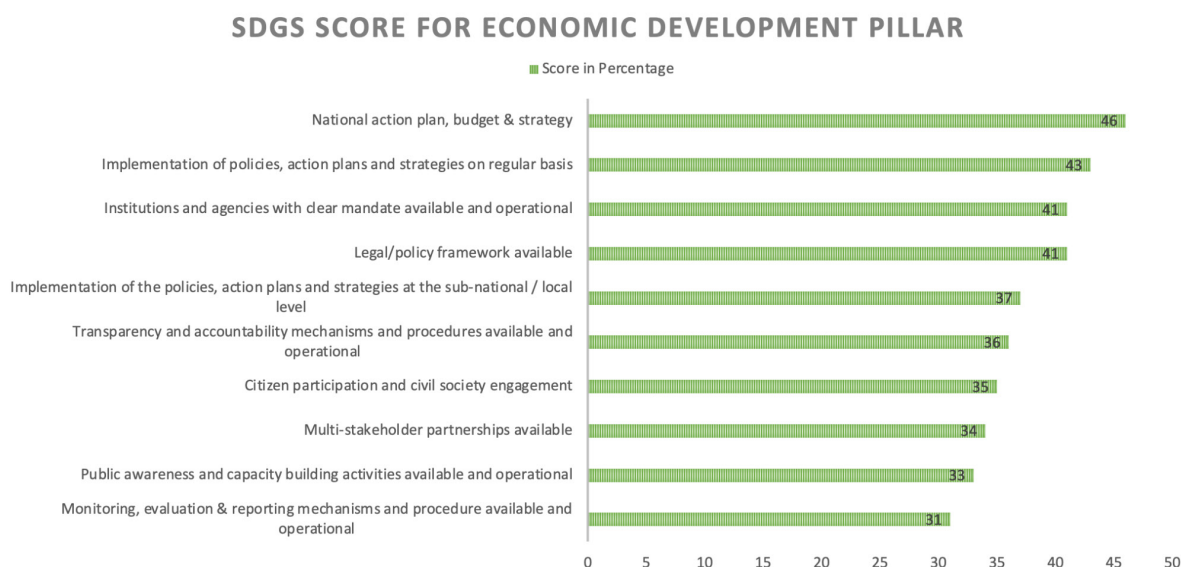 SDGS SCORE FOR ECONOMIC DEVELOPMENT PILLAR
Score in Percentage
National action plan, budget & strategy
46
Implementation of policies, action plans and strategies on regular basis
43
Institutions and agencies with clear mandate available and operational
41
Legal/policy framework available
41
Implementation of the policies, action plans and strategies at the sub-national / local
level
37
Transparency and accountability mechanisms and procedures available and
operational
36
Citizen participation and civil society engagement
35
Multi-stakeholder partnerships available
34
Public awareness and capacity building activities available and operational
33
Monitoring, evaluation & reporting mechanisms and procedure available and
operational
31
0 5 10 15 20 25 30 35 40 45 50